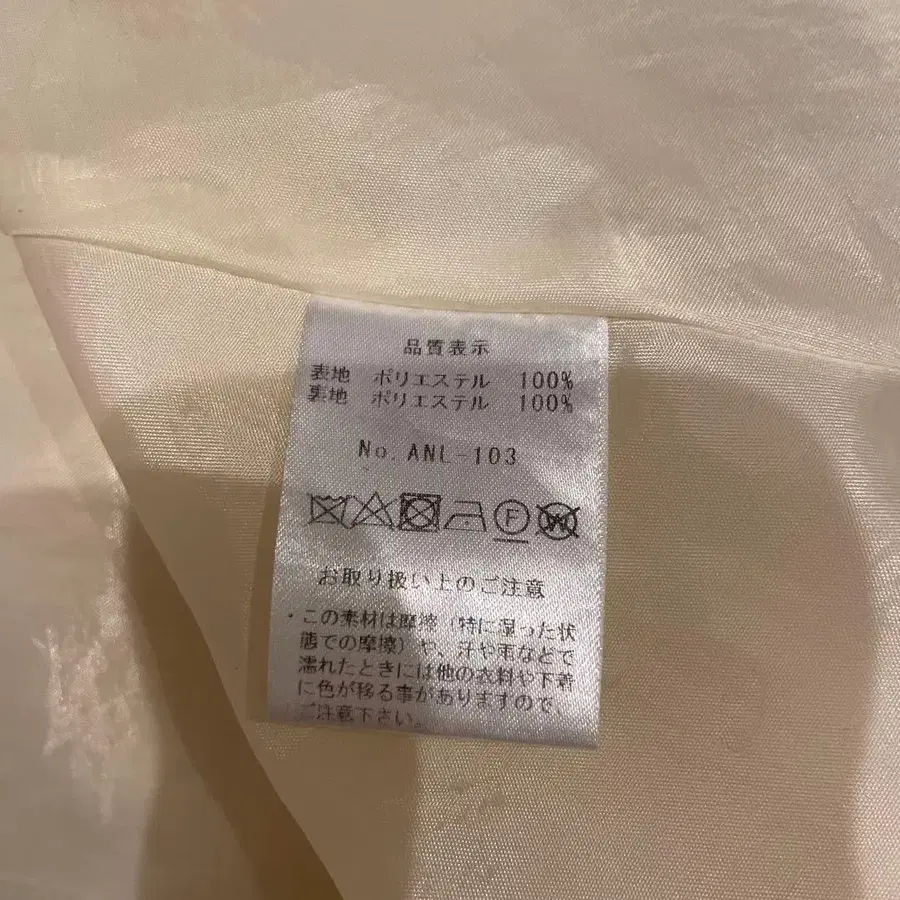 品質表示
表地 ポリエステル 100%
裏地 ポリエステル 100%
No. ANL-103
F W
お取り扱い上のご注意
・この素材は摩擦（特に湿った状
態での摩擦）や、汗や雨などで
濡れたときには他の衣料や下着
に色が移る事がありますので、
ご注意下さい。